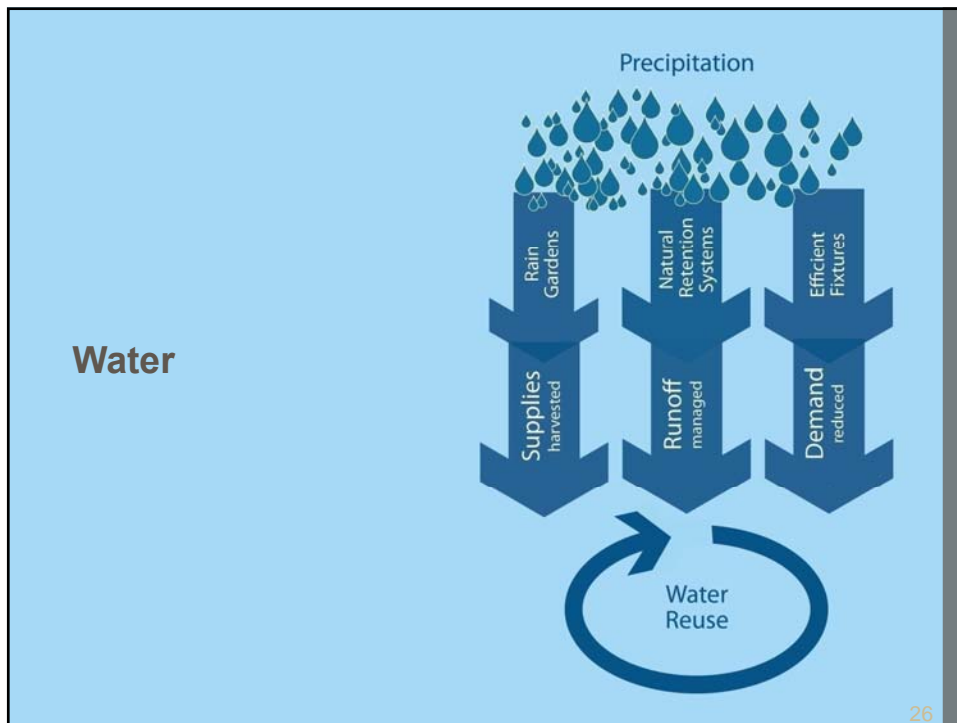 Precipitation
Rain
Gardens
Natural
Retention
Systems
Efficient
Fixtures
Water
Supplies
harvested
Runoff
managed
Demand
reduced
Water
Reuse
26